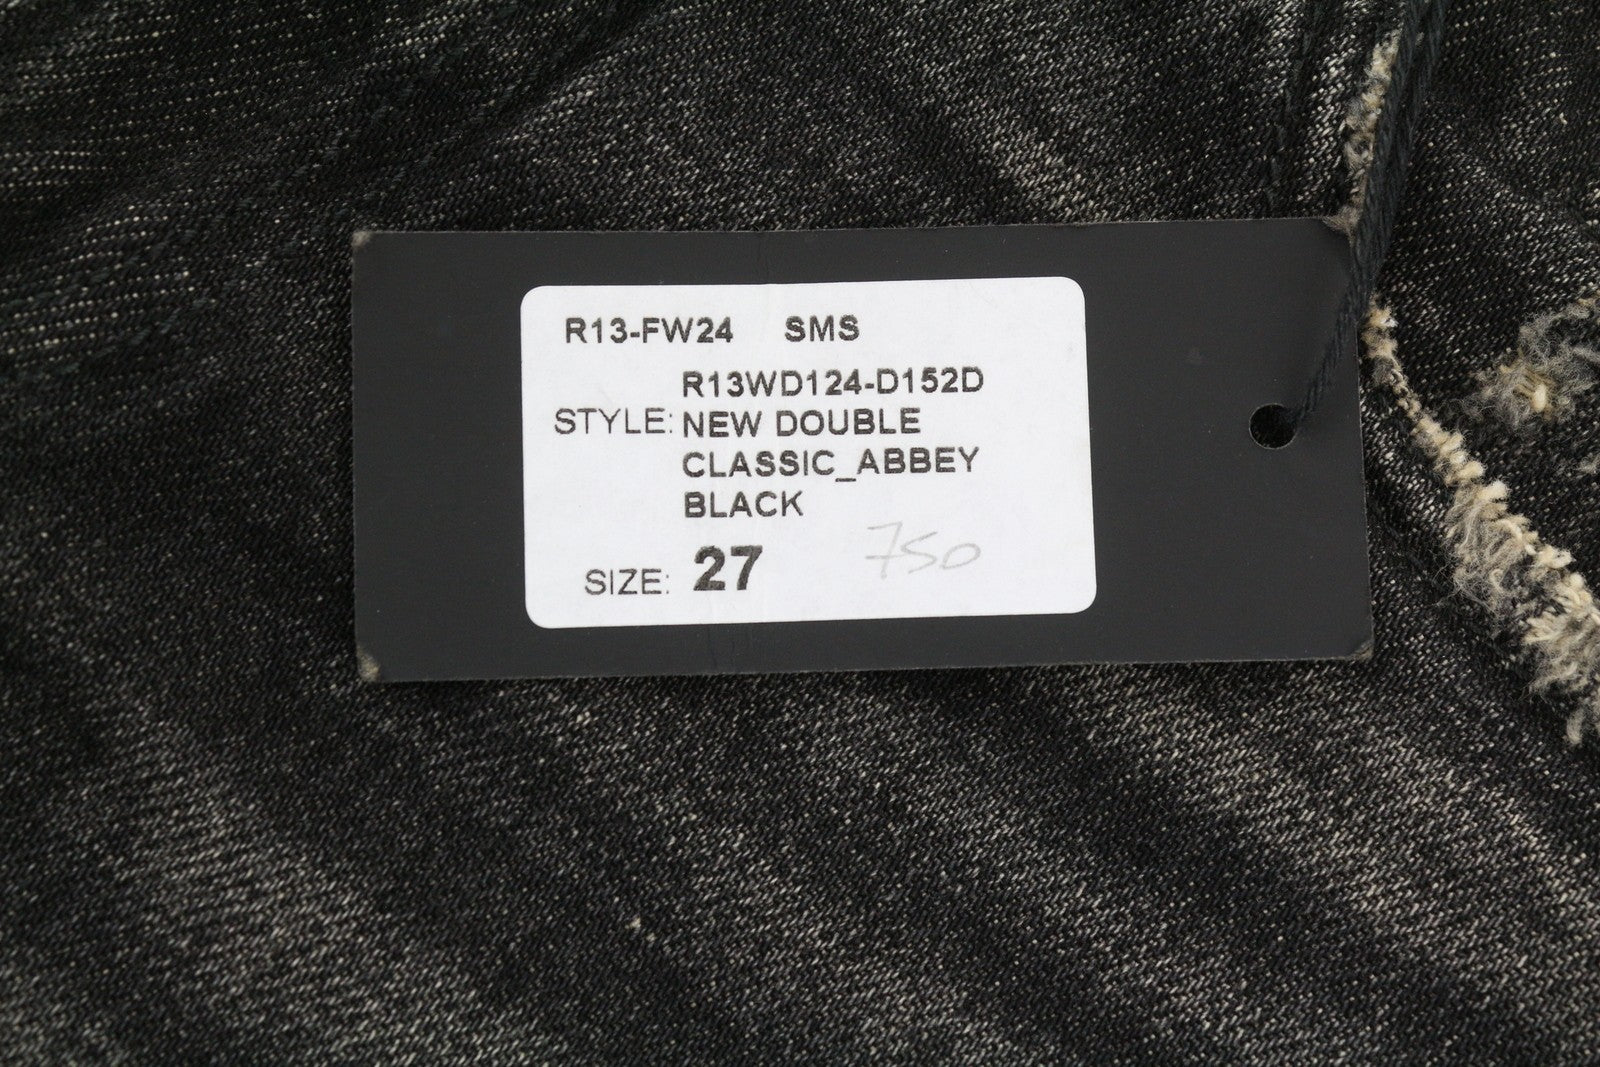 R13-FW24 SMS
R13WD124-D152D
STYLE: NEW DOUBLE
CLASSIC_ABBEY
BLACK
SIZE: 27 750